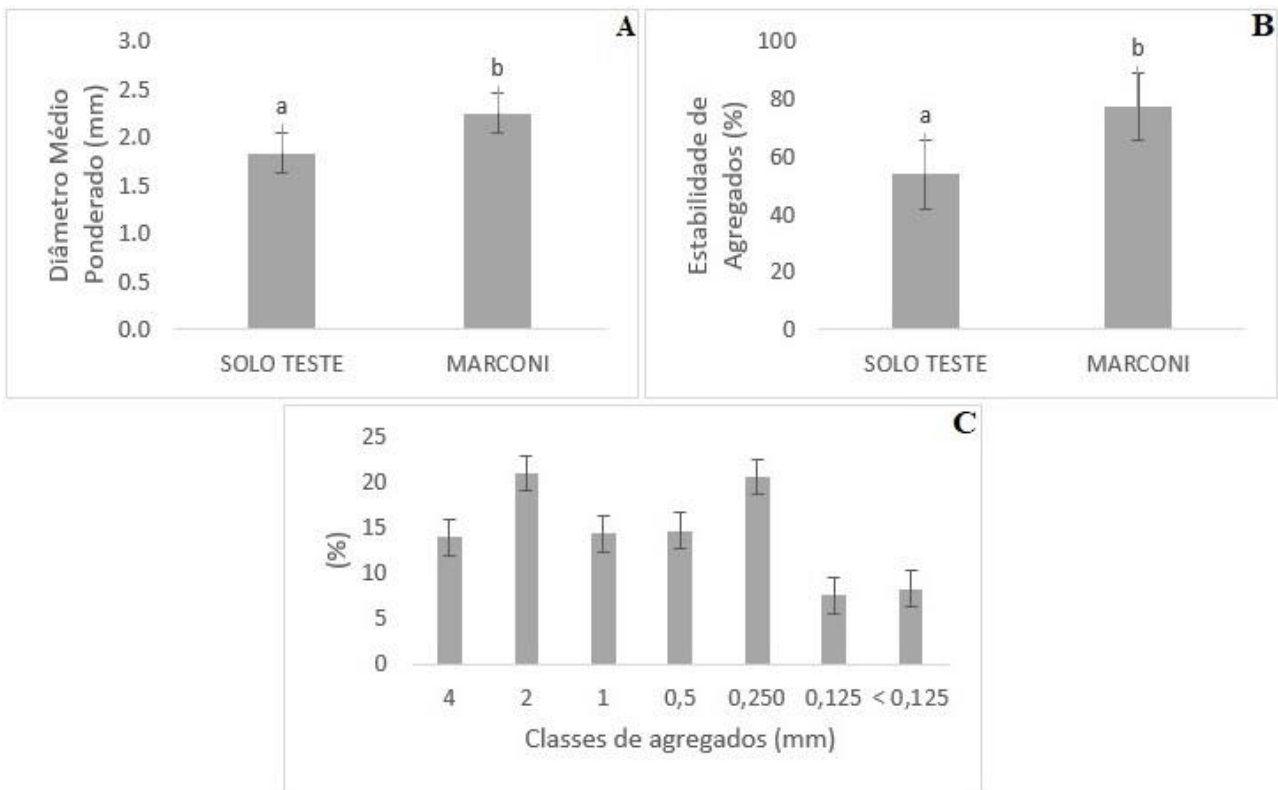 A
3.0
2.5
2.0
1.5
1.0
0.5
0.0
Diâmetro Médio
Ponderado (mm)
a
b
SOLO TESTE
MARCONI
B
100
80
60
40
20
0
Estabilidade de
Agregados (%)
a
b
SOLO TESTE
MARCONI
C
25
20
15
10
5
0
(%)
4 2 1 0,5 0,250 0,125 < 0,125
Classes de agregados (mm)